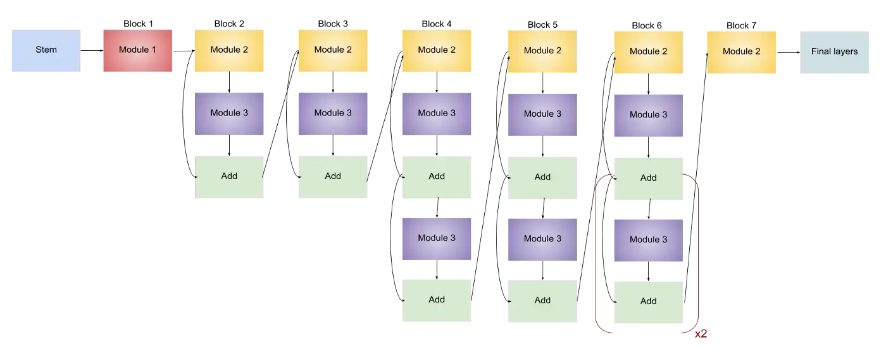 Block 1
Block 2
Block 3
Block 4
Block 5
Block 6
Block 7
Stem
Module 1
Module 2
Module 2
Module 2
Module 2
Module 2
Module 2
Final layers
Module 3
Module 3
Module 3
Module 3
Module 3
Add
Add
Add
Add
Add
Module 3
Module 3
Module 3
Add
Add
Add
x2